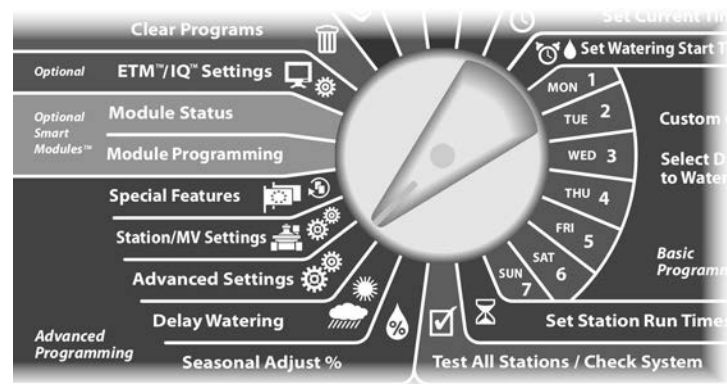 Clear Programs
Optional
ETM™/IQ™ Settings
Optional
Smart
Modules™
Module Status
Module Programming
Special Features
Station/MV Settings
Advanced Settings
Delay Watering
Advanced
Programming
Seasonal Adjust %
%
Set Current
Set Watering Start T
MON 1
TUE 2
WED 3
THU 4
FRI 5
SAT 6
SUN 7
Custom
Select D
to Water
Basic
Programm
Set Station Run Times
Test All Stations / Check System